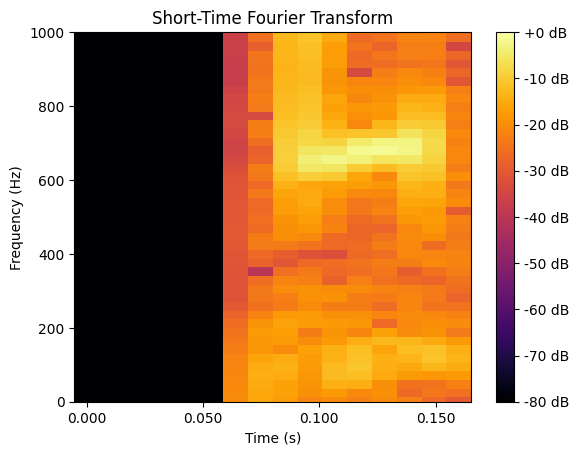 Short-Time Fourier Transform
Frequency (Hz)
1000
800
600
400
200
0
0.000
0.050
0.100
0.150
Time (s)
+0 dB
-10 dB
-20 dB
-30 dB
-40 dB
-50 dB
-60 dB
-70 dB
-80 dB